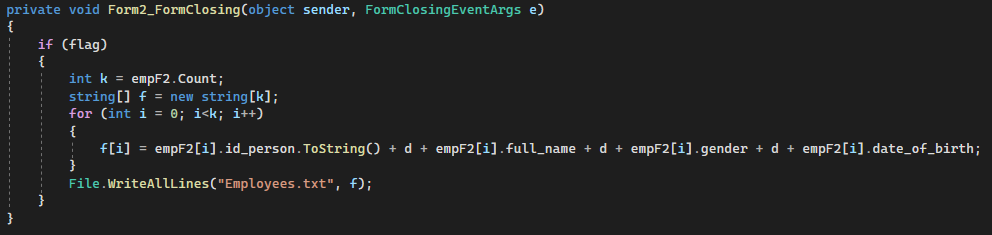 private void Form2_FormClosing(object sender, FormClosingEventArgs e)
{
if (flag)
{
int k = empF2.Count;
string[] f = new string[k];
for (int i = 0; i<k; i++)
{
f[i] = empF2[i].id_person.ToString() + d + empF2[i].full_name + d + empF2[i].gender + d + empF2[i].date_of_birth;
}
File.WriteAllLines("Employees.txt", f);
}
}